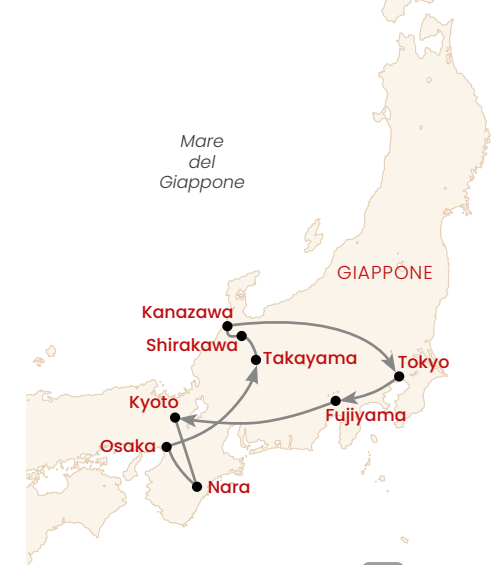 Mare
del
Giappone
GIAPPONE
Kanazawa
Shirakawa
Takayama
Tokyo
Kyoto
Fujiyama
Osaka
Nara